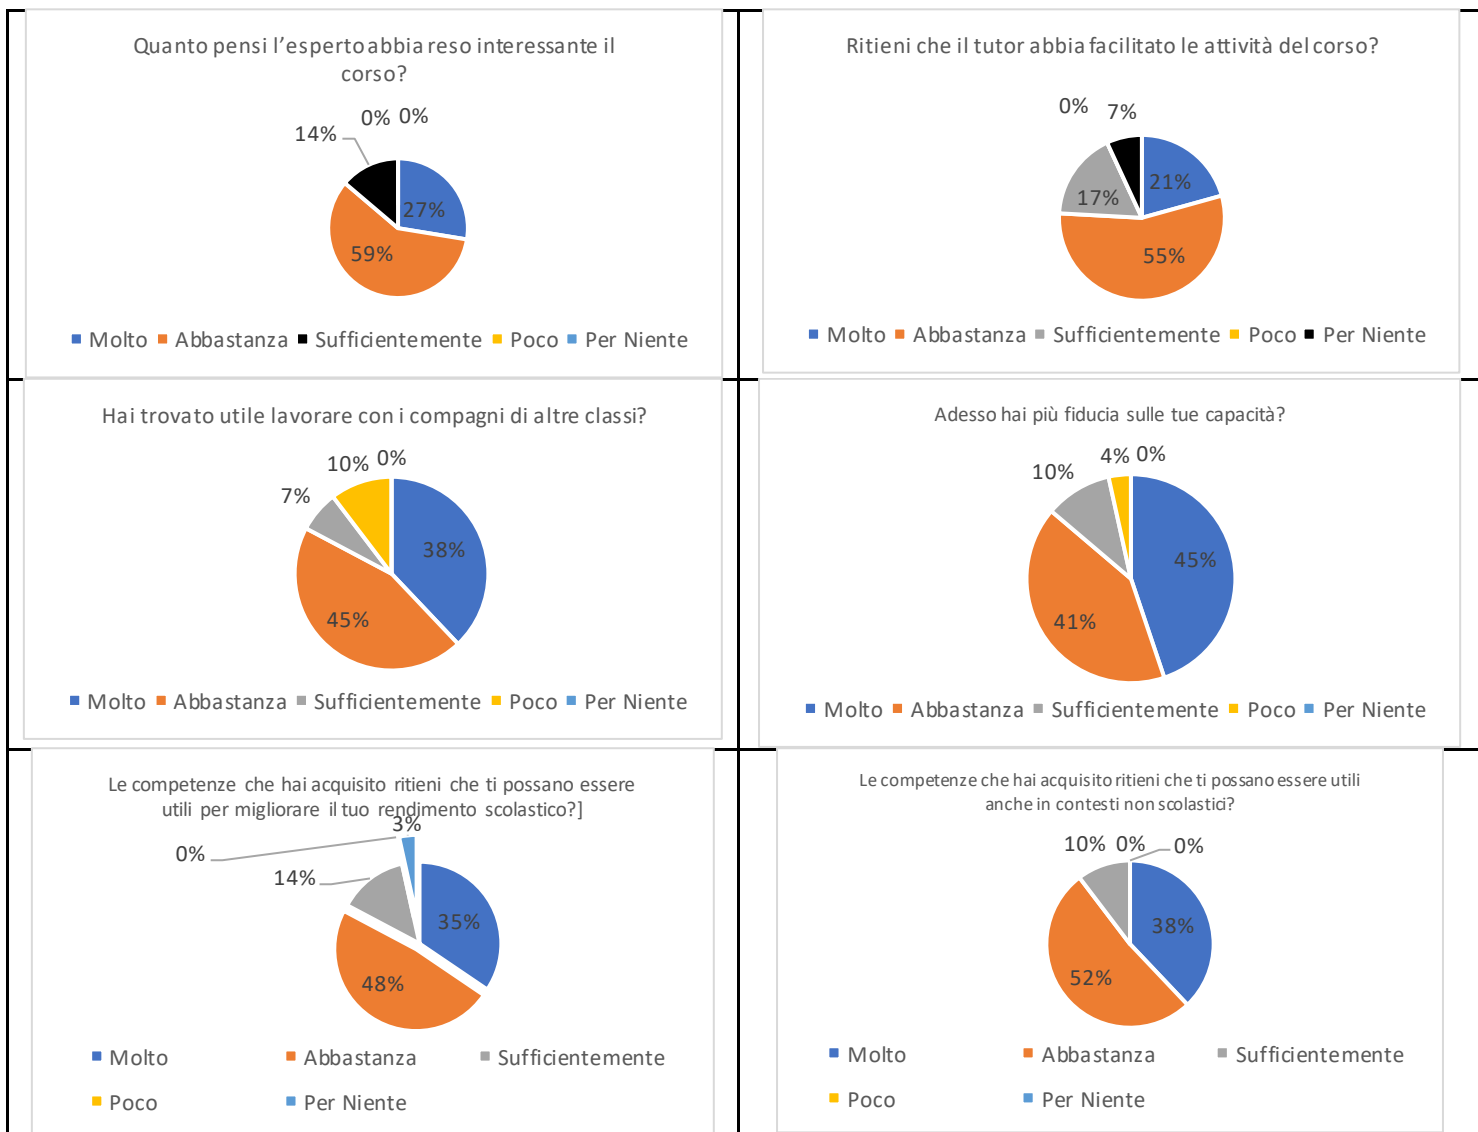 Quanto pensi l'esperto abbia reso interessante il
corso?
14%
0%
0%
27%
59%
Molto
Abbastanza
Sufficientemente
Poco
Per Niente
Ritieni che il tutor abbia facilitato le attività del corso?
0%
7%
17%
21%
55%
Molto
Abbastanza
Sufficientemente
Poco
Per Niente
Hai trovato utile lavorare con i compagni di altre classi?
10%
0%
7%
38%
45%
Molto
Abbastanza
Sufficientemente
Poco
Per Niente
Adesso hai più fiducia sulle tue capacità?
4%
0%
10%
45%
41%
Molto
Abbastanza
Sufficientemente
Poco
Per Niente
Le competenze che hai acquisito ritieni che ti possano essere
utili per migliorare il tuo rendimento scolastico?]
3%
0%
14%
35%
48%
Molto
Abbastanza
Sufficientemente
Poco
Per Niente
Le competenze che hai acquisito ritieni che ti possano essere utili
anche in contesti non scolastici?
10%
0%
0%
38%
52%
Molto
Abbastanza
Sufficientemente
Poco
Per Niente